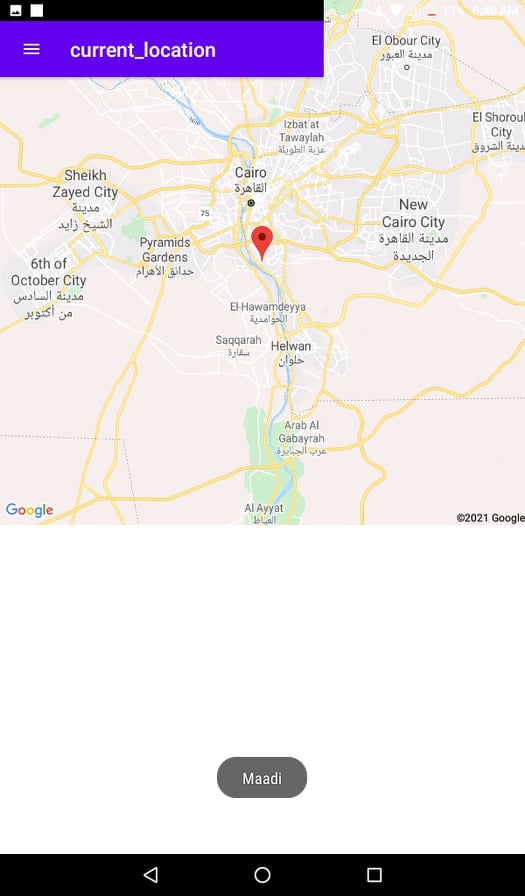 13%
6:40 AM
current_location
El Obour City
مدينة العبور
Nile
Izbat at
Tawaylah
عزبة الطويلة
El Shorouk
City
مدينة الشروق
Cairo
القاهرة
Sheikh
Zayed City
مدينة
الشيخ زايد
75
New
Cairo City
مدينة القاهرة
الجديدة
Pyramids
Gardens
حدائق الأهرام
6th of
October City
مدينة السادس
من أكتوبر
El-Hawamdeyya
الحوامدية
Saqqarah
سقارة
Helwan
حلوان
Arab Al
Gabayrah
عرب الجبايرة
Al Ayyat
العياط
Google
©2021 Google
Maadi